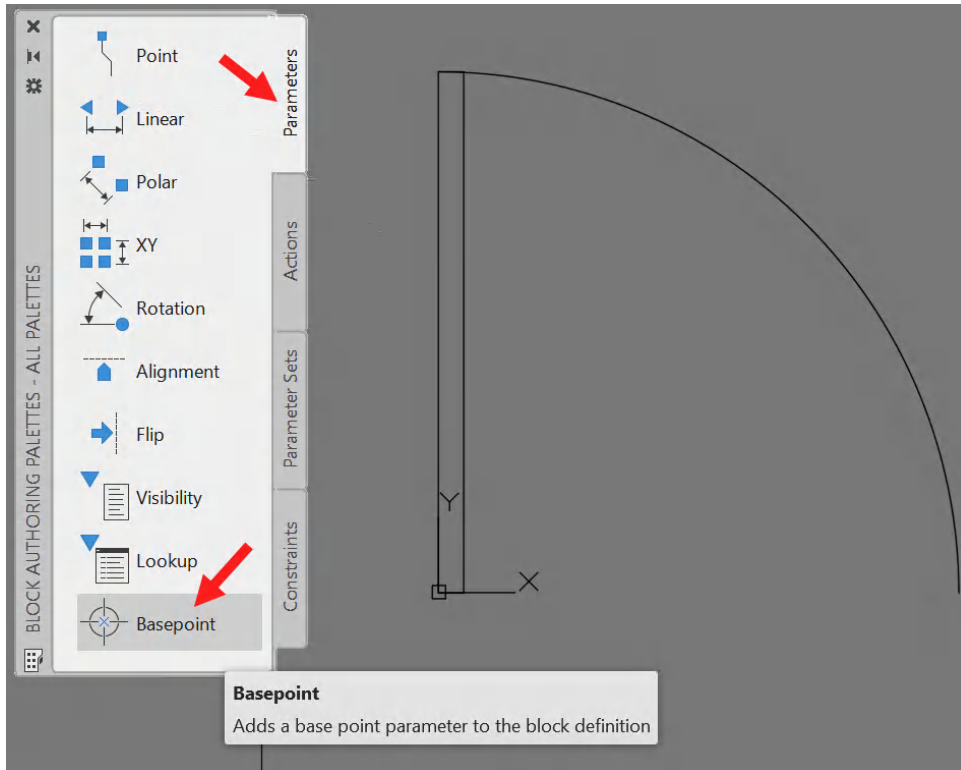 Point
Linear
Polar
XY
Rotation
Alignment
Flip
Visibility
Lookup
Basepoint
Parameters
Actions
Parameter Sets
Constraints
BLOCK AUTHORING PALETTES - ALL PALETTES
Y
X
Basepoint
Adds a base point parameter to the block definition